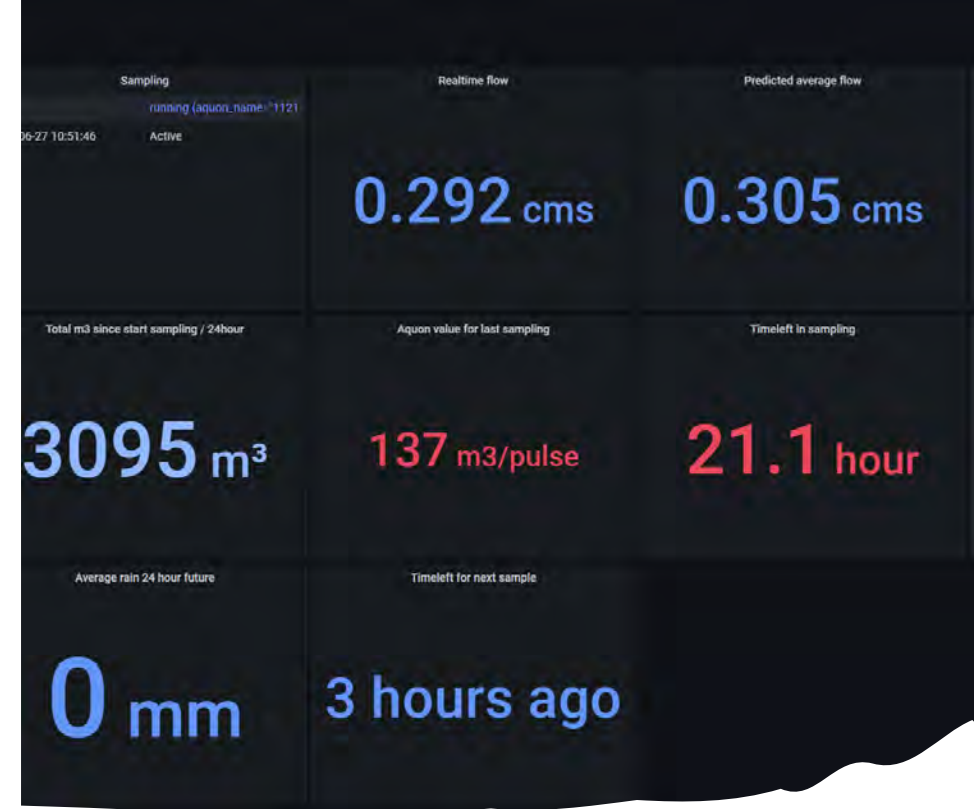 Sampling
running (aquon_name="1121
06-27 10:51:46 Active
Realtime flow
0.292 cms
Predicted average flow
0.305 cms
Total m3 since start sampling / 24hour
3095 m³
Aquon value for last sampling
137 m3/pulse
Timeleft in sampling
21.1 hour
Average rain 24 hour future
0 mm
Timeleft for next sample
3 hours ago